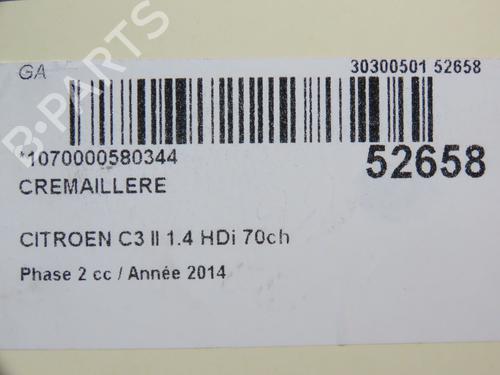 GA
30300501 52658
*1070000580344
52658
CREMAILLERE
CITROEN C3 II 1.4 HDi 70ch
Phase 2 cc / Année 2014
B-PARTS